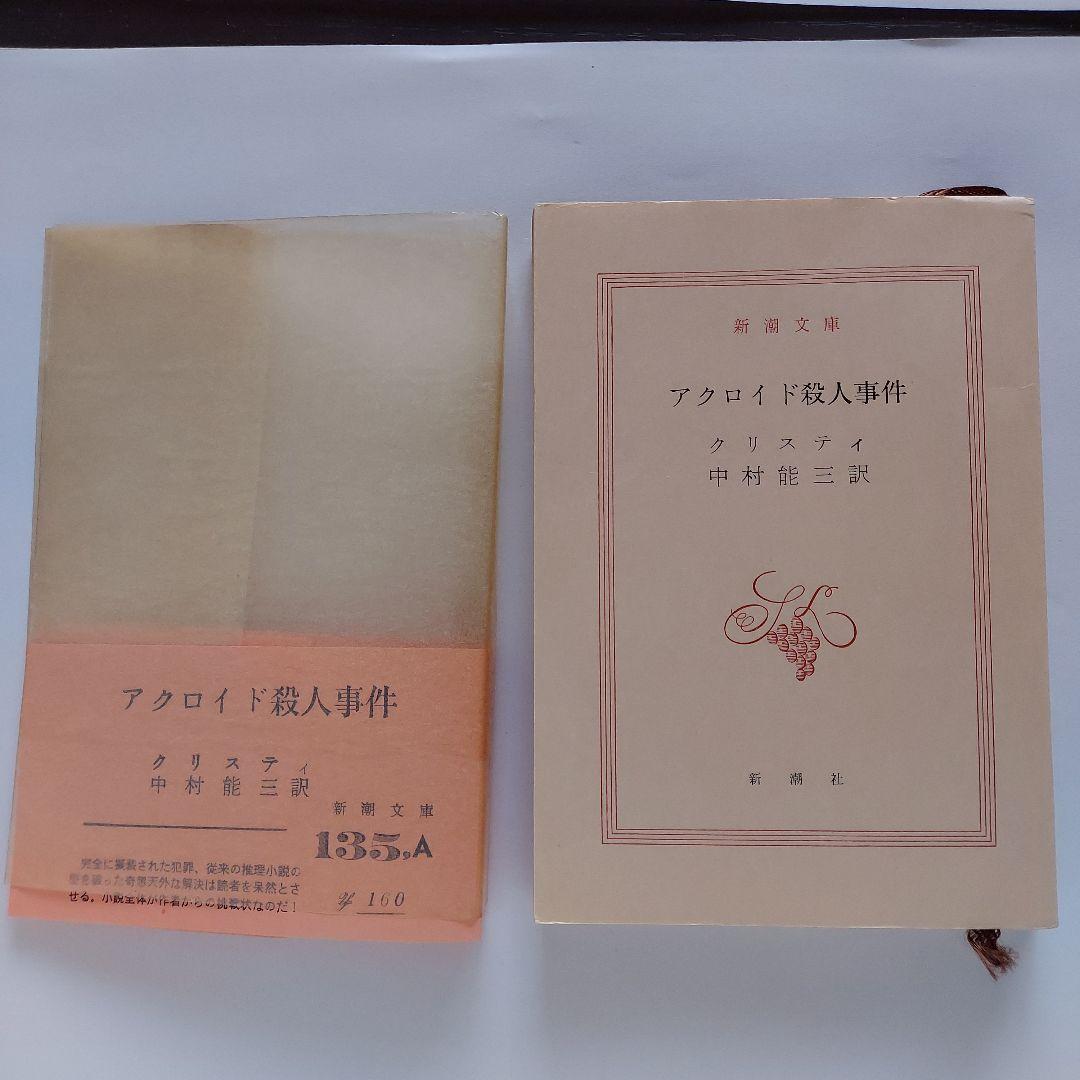 アクロイド殺人事件
クリスティ
中村能三訳
新潮文庫
135.A
完全に擬装された犯罪、従来の推理小説の
を破った奇想天外な解決は読者を呆然とさ
せる。小説全体が作者からの挑戦状なのだ！
160
新潮文庫
アクロイド殺人事件
クリスティ
中村能三訳
新潮社